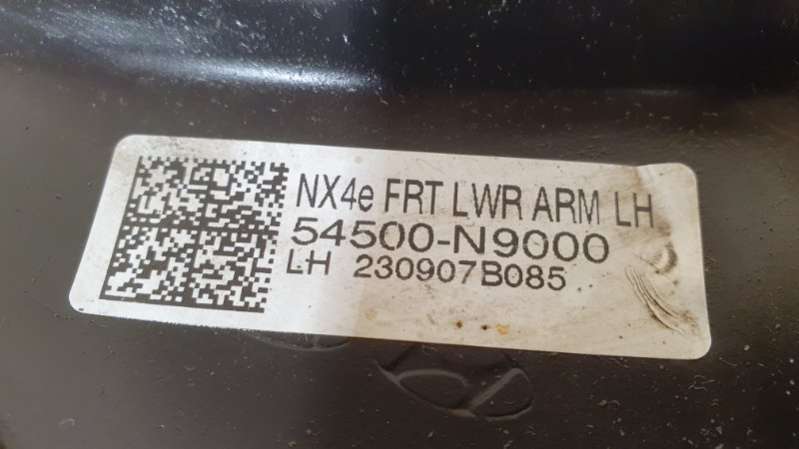 NX4e FRT LWR ARM LH
54500-N9000
LH 230907B085